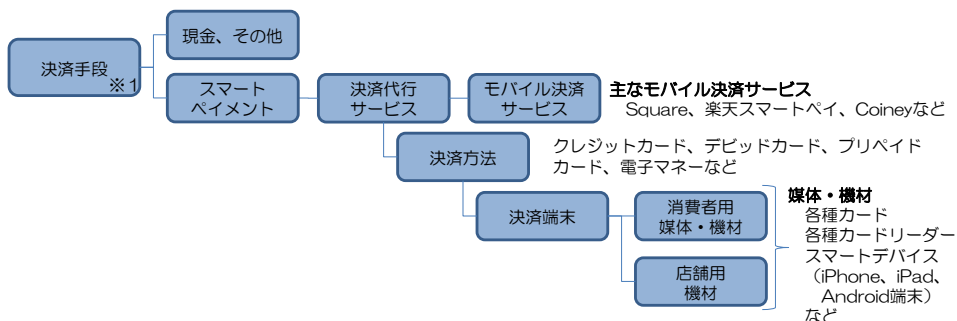 決済手段
※1
現金、その他
スマート
ペイメント
決済代行
サービス
モバイル決済
サービス
主なモバイル決済サービス
Square、楽天スマートペイ、Coineyなど
決済方法
クレジットカード、デビッドカード、プリペイド
カード、電子マネーなど
決済端末
消費者用
媒体・機材
店舗用
機材
媒体・機材
各種カード
各種カードリーダー
スマートデバイス
（iPhone、iPad、
Android端末）
など